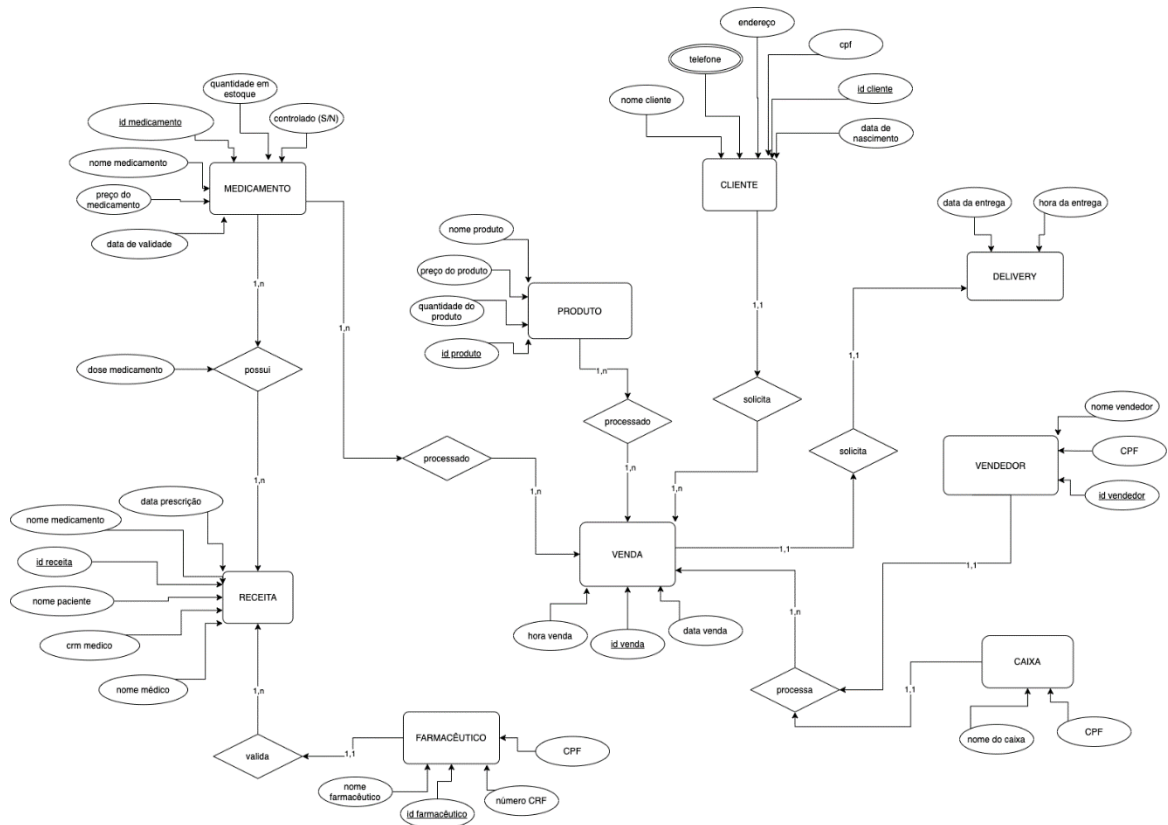 endereço
cpf
telefone
id cliente
nome cliente
data de
nascimento
CLIENTE
quantidade em
estoque
controlado (S/N)
id medicamento
nome medicamento
preço do
medicamento
data de validade
MEDICAMENTO
data da entrega
hora da entrega
DELIVERY
nome produto
preço do produto
quantidade do
produto
id produto
PRODUTO
1,n
1,n
1,n
1,1
1,1
dose medicamento
possuí
solicita
processado
processado
solicita
nome vendedor
CPF
id vendedor
VENDEDOR
1,n
1,n
1,n
1,n
data prescrição
nome medicamento
id receita
nome paciente
crm medico
nome médico
RECEITA
VENDA
1,1
1,1
hora venda
id venda
data venda
1,n
processa
1,1
CAIXA
nome do caixa
CPF
1,n
valida
1,1
FARMACÊUTICO
CPF
nome
farmacêutico
id farmacêutico
número CRF